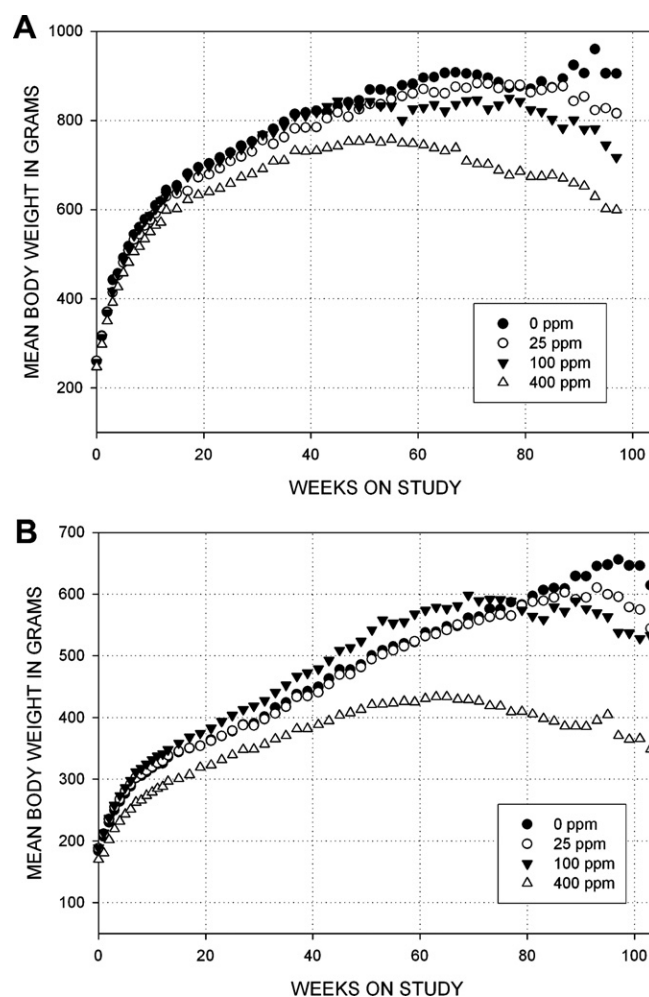 A
MEAN BODY WEIGHT IN GRAMS
1000
800
600
400
200
0 ppm
25 ppm
100 ppm
400 ppm
0 20 40 60 80 100
WEEKS ON STUDY
B
MEAN BODY WEIGHT IN GRAMS
700
600
500
400
300
200
100
0 ppm
25 ppm
100 ppm
400 ppm
0 20 40 60 80 100
WEEKS ON STUDY